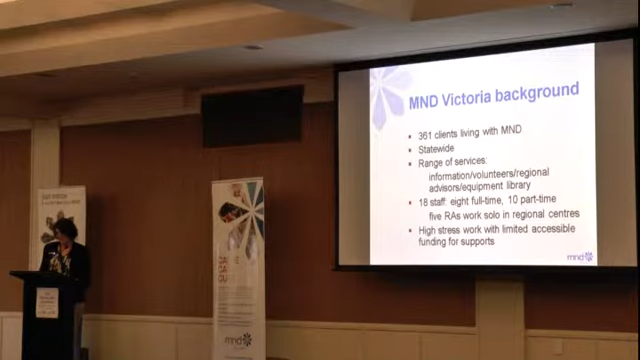 MND Victoria background
361 clients living with MND
Statewide
Range of services:
information/volunteers/regional
advisors/equipment library
18 staff: eight full-time, 10 part-time
five RAs work solo in regional centres
High stress work with limited accessible
funding for supports
mnd
mnd